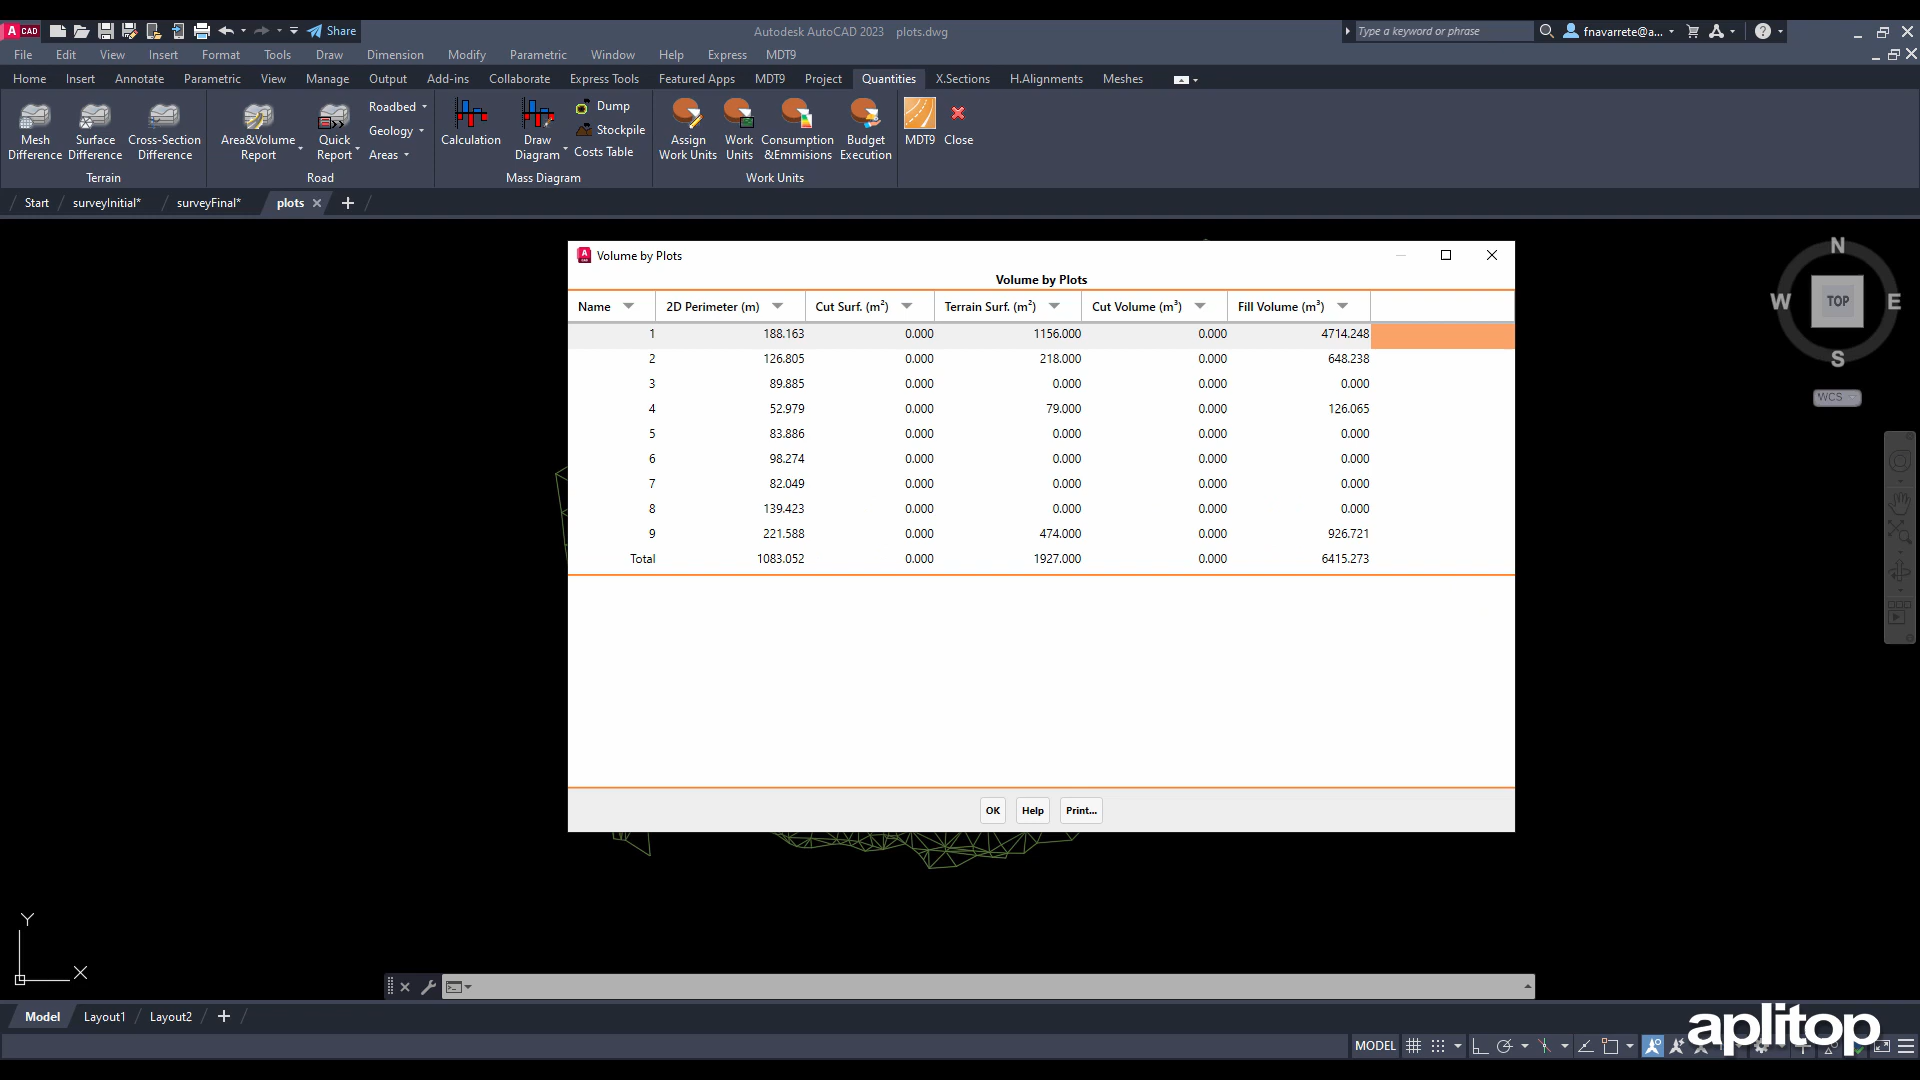 A CAD Share Autodesk AutoCAD 2023 plots.dwg Type a keyword or phrase fnavarrete@a...
File Edit View Insert Format Tools Draw Dimension Modify Parametric Window Help Express MDT9
Home Insert Annotate Parametric View Manage Output Add-ins Collaborate Express Tools Featured Apps MDT9 Project Quantities X.Sections H.Alignments Meshes
Mesh Difference
Surface Difference
Cross-Section Difference
Terrain
Area&Volume Report
Quick Report
Roadbed
Geology
Areas
Road
Calculation
Draw Diagram
Dump
Stockpile
Costs Table
Mass Diagram
Assign Work Units
Work Units
Consumption &Emmisions
Budget Execution
Work Units
MDT9
Close
Start surveyInitial* surveyFinal* plots
Volume by Plots
Volume by Plots
Name 2D Perimeter (m) Cut Surf. (m²) Terrain Surf. (m²) Cut Volume (m³) Fill Volume (m³)
1 188.163 0.000 1156.000 0.000 4714.248
2 126.805 0.000 218.000 0.000 648.238
3 89.885 0.000 0.000 0.000 0.000
4 52.979 0.000 79.000 0.000 126.065
5 83.886 0.000 0.000 0.000 0.000
6 98.274 0.000 0.000 0.000 0.000
7 82.049 0.000 0.000 0.000 0.000
8 139.423 0.000 0.000 0.000 0.000
9 221.588 0.000 474.000 0.000 926.721
Total 1083.052 0.000 1927.000 0.000 6415.273
OK Help Print...
N
W TOP E
S
WCS
Y
X
Model Layout1 Layout2
MODEL
aplitop